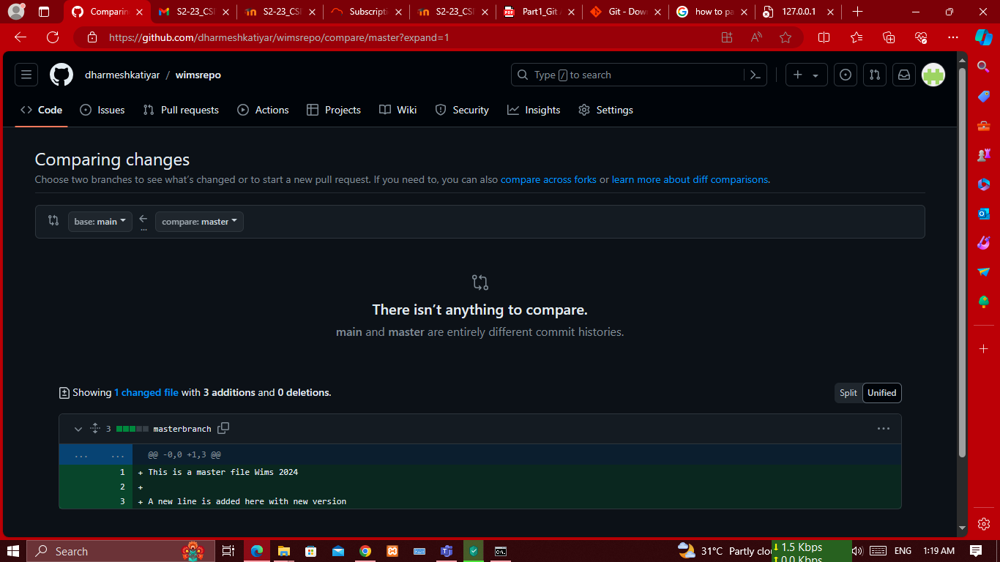 Comparin
S2-23_CSI
S2-23_CSI
Subscripti
S2-23_CSI
Part1_Git
Git - Dow
how to pa
127.0.0.1
https://github.com/dharmeshkatiyar/wimsrepo/compare/master?expand=1
dharmeshkatiyar / wimsrepo
Type / to search
Code Issues Pull requests Actions Projects Wiki Security Insights Settings
Comparing changes
Choose two branches to see what’s changed or to start a new pull request. If you need to, you can also compare across forks or learn more about diff comparisons.
base: main
...
compare: master
There isn’t anything to compare.
main and master are entirely different commit histories.
Showing 1 changed file with 3 additions and 0 deletions.
Split Unified
3 masterbranch
... ... @@ -0,0 +1,3 @@
1 + This is a master file Wims 2024
2 +
3 + A new line is added here with new version
Search
31°C Partly clo
↓ 1.5 Kbps
↑ 0.0 Kbps
ENG 1:19 AM